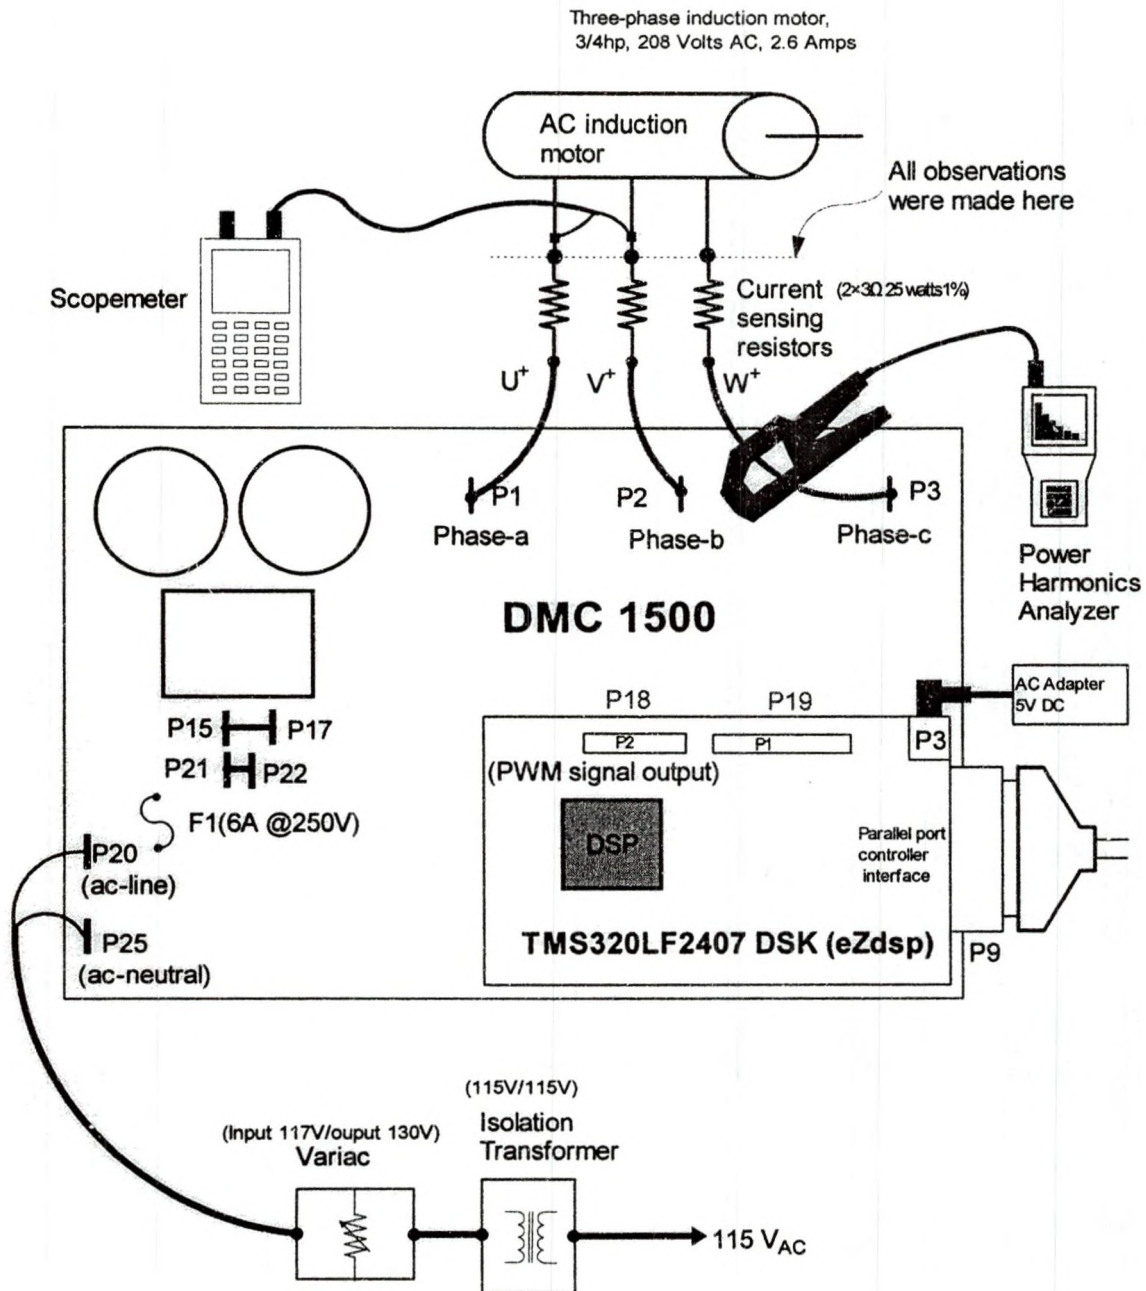 Three-phase induction motor,
3/4hp, 208 Volts AC, 2.6 Amps
AC induction
motor
All observations
were made here
Scopemeter
Current (2×3Ω 25 watts1%)
sensing
resistors
U+
V+
W+
P1
P2
P3
Phase-a
Phase-b
Phase-c
Power
Harmonics
Analyzer
DMC 1500
AC Adapter
5V DC
P18
P19
P15
P17
P2
P1
P3
P21
P22
(PWM signal output)
F1(6A @250V)
DSP
Parallel port
controller
interface
P20
(ac-line)
P25
(ac-neutral)
TMS320LF2407 DSK (eZdsp)
P9
(115V/115V)
Isolation
Transformer
(Input 117V/ouput 130V)
Variac
115 VAC